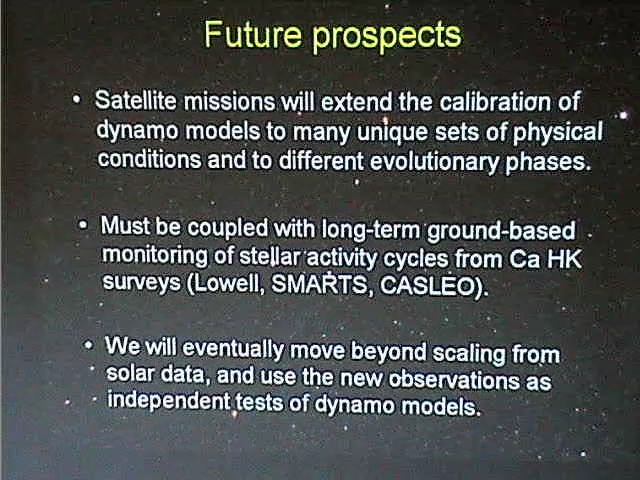 Future prospects
• Satellite missions will extend the calibration of
dynamo models to many unique sets of physical
conditions and to different evolutionary phases.
• Must be coupled with long-term ground-based
monitoring of stellar activity cycles from Ca HK
surveys (Lowell, SMARTS, CASLEO).
• We will eventually move beyond scaling from
solar data, and use the new observations as
independent tests of dynamo models.